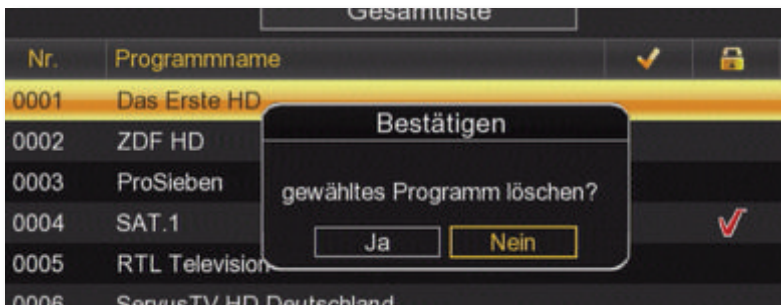 Gesamtliste
Nr. Programmname
0001 Das Erste HD
0002 ZDF HD
0003 ProSieben
0004 SAT.1
0005 RTL Television
0006 ServusTV HD Deutschland
Bestätigen
gewähltes Programm löschen?
Ja Nein